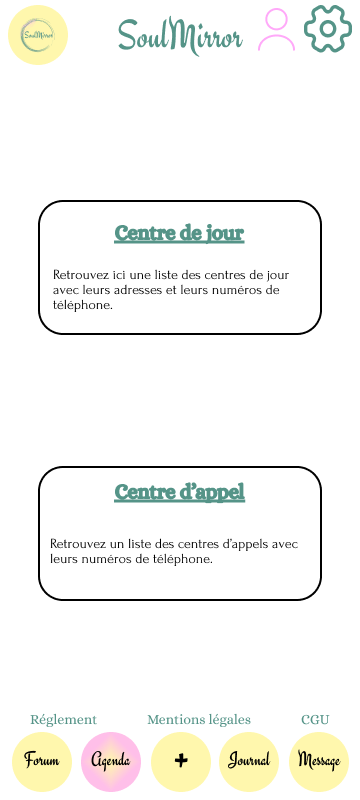 SoulMirror
SoulMirror
Centre de jour
Retrouvez ici une liste des centres de jour
avec leurs adresses et leurs numéros de
téléphone.
Centre d'appel
Retrouvez un liste des centres d'appels avec
leurs numéros de téléphone.
Réglement Mentions légales CGU
Forum Agenda + Journal Message